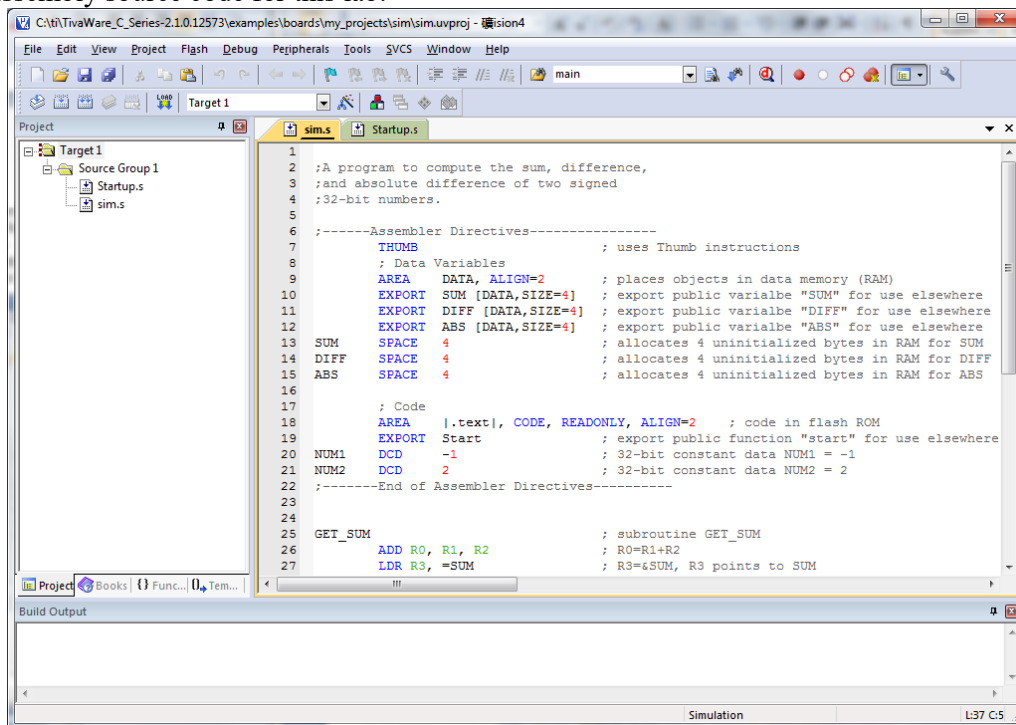 C:\ti\TivaWare_C_Series-2.1.0.12573\examples\boards\my_projects\sim\sim.uvproj - 礦ision4
File Edit View Project Flash Debug Peripherals Tools SVCS Window Help
main
LOAD Target 1
Project
Target 1
Source Group 1
Startup.s
sim.s
Project Books {} Func... 0 Tem...
sim.s Startup.s
1
2 ;A program to compute the sum, difference,
3 ;and absolute difference of two signed
4 ;32-bit numbers.
5
6 ;------Assembler Directives----------------
7 THUMB ; uses Thumb instructions
8 ; Data Variables
9 AREA DATA, ALIGN=2 ; places objects in data memory (RAM)
10 EXPORT SUM [DATA,SIZE=4] ; export public varialbe "SUM" for use elsewhere
11 EXPORT DIFF [DATA,SIZE=4] ; export public varialbe "DIFF" for use elsewhere
12 EXPORT ABS [DATA,SIZE=4] ; export public varialbe "ABS" for use elsewhere
13 SUM SPACE 4 ; allocates 4 uninitialized bytes in RAM for SUM
14 DIFF SPACE 4 ; allocates 4 uninitialized bytes in RAM for DIFF
15 ABS SPACE 4 ; allocates 4 uninitialized bytes in RAM for ABS
16
17 ; Code
18 AREA |.text|, CODE, READONLY, ALIGN=2 ; code in flash ROM
19 EXPORT Start ; export public function "start" for use elsewhere
20 NUM1 DCD -1 ; 32-bit constant data NUM1 = -1
21 NUM2 DCD 2 ; 32-bit constant data NUM2 = 2
22 ;-------End of Assembler Directives----------
23
24
25 GET_SUM ; subroutine GET_SUM
26 ADD R0, R1, R2 ; R0=R1+R2
27 LDR R3, =SUM ; R3=&SUM, R3 points to SUM
Build Output
Simulation L:37 C:5